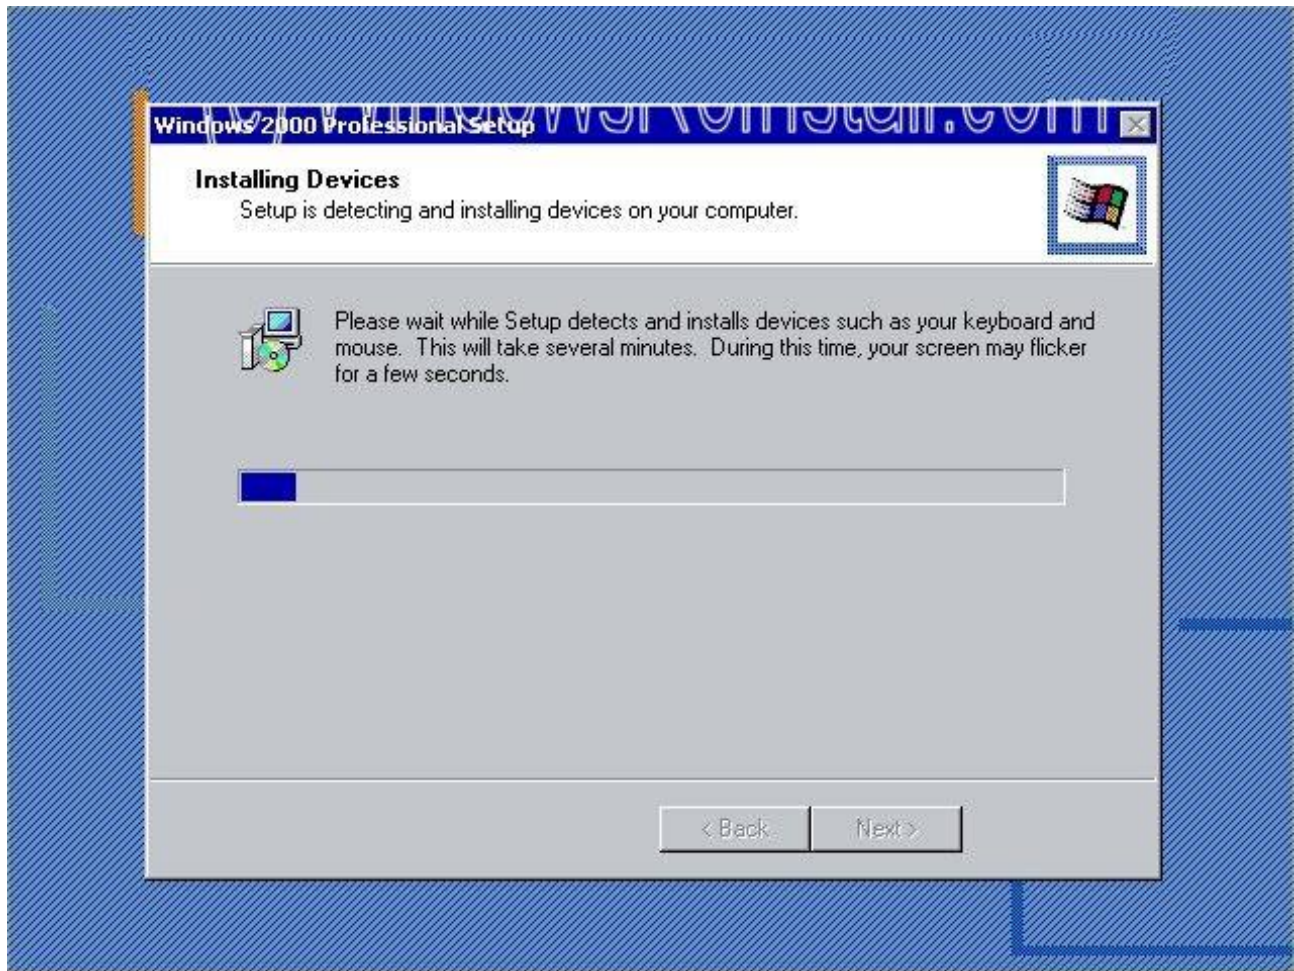 Windows 2000 Professional Setup
Installing Devices
Setup is detecting and installing devices on your computer.
Please wait while Setup detects and installs devices such as your keyboard and
mouse. This will take several minutes. During this time, your screen may flicker
for a few seconds.
< Back
Next >